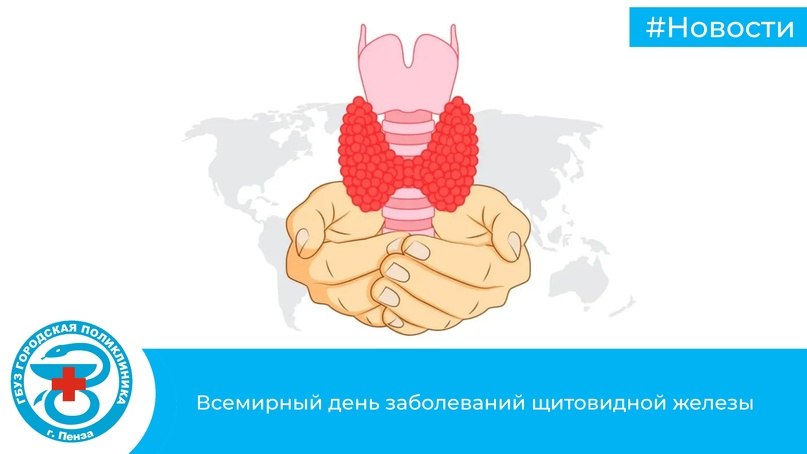 #Новости
Всемирный день заболеваний щитовидной железы
ГБУЗ ГОРОДСКАЯ ПОЛИКЛИНИКА
г. Пенза